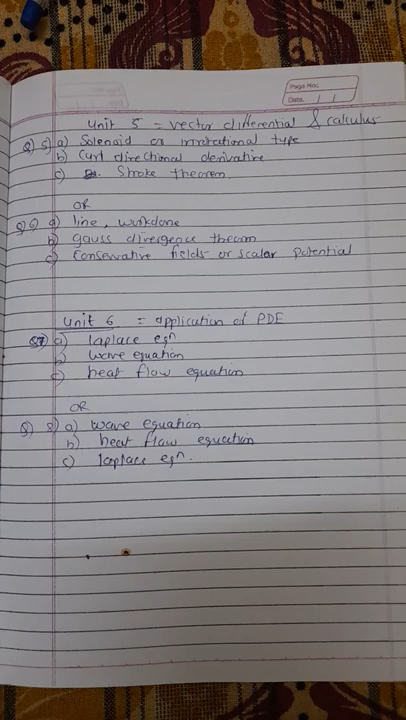 Page No.:
Date. / /
Unit 5 = vector differential & calculus
Q) 5) a) Solenoid or irrotational type
b) Curl directional derivative
c) Stroke theorem
OR
Q) 6) a) line, workdone
b) gauss divergence theorem
c) Conservative fields or scalar potential
Unit 6 = application of PDE
Q7) a) laplace eqn
b) wave equation
c) heat flow equation
OR
Q) 8) a) wave equation
b) heat flow equation
c) laplace eqn.